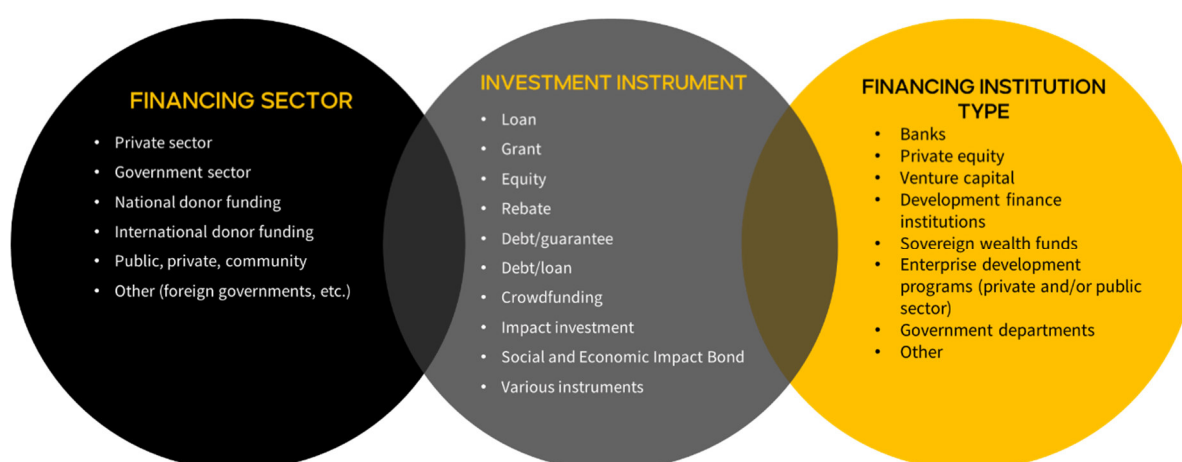 FINANCING SECTOR
• Private sector
• Government sector
• National donor funding
• International donor funding
• Public, private, community
• Other (foreign governments, etc.)
INVESTMENT INSTRUMENT
• Loan
• Grant
• Equity
• Rebate
• Debt/guarantee
• Debt/loan
• Crowdfunding
• Impact investment
• Social and Economic Impact Bond
• Various instruments
FINANCING INSTITUTION
TYPE
• Banks
• Private equity
• Venture capital
• Development finance
institutions
• Sovereign wealth funds
• Enterprise development
programs (private and/or public
sector)
• Government departments
• Other